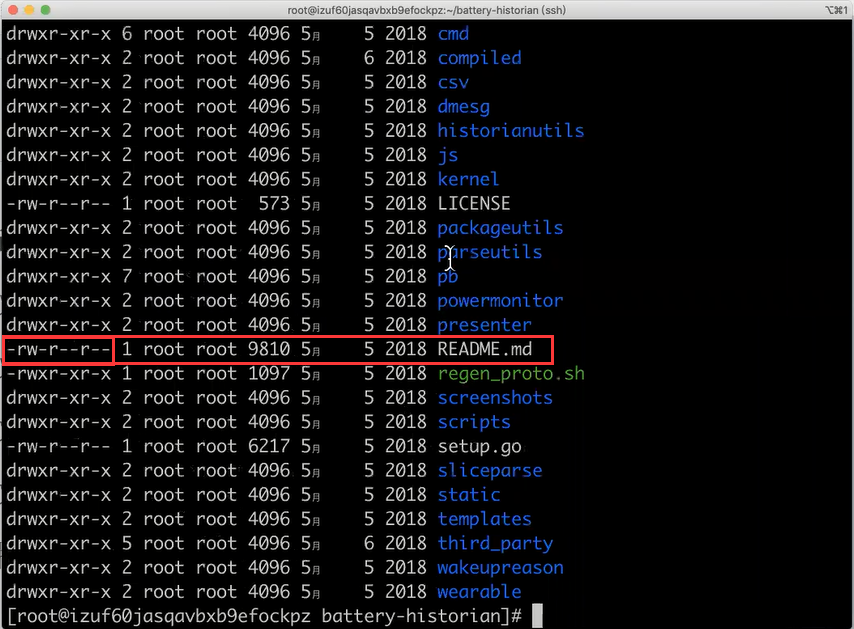 root@izuf60jasqavbxb9efockpz:~/battery-historian (ssh) ⌥⌘1
drwxr-xr-x 6 root root 4096 5月 5 2018 cmd
drwxr-xr-x 2 root root 4096 5月 6 2018 compiled
drwxr-xr-x 2 root root 4096 5月 5 2018 csv
drwxr-xr-x 2 root root 4096 5月 5 2018 dmesg
drwxr-xr-x 2 root root 4096 5月 5 2018 historianutils
drwxr-xr-x 2 root root 4096 5月 5 2018 js
drwxr-xr-x 2 root root 4096 5月 5 2018 kernel
-rw-r--r-- 1 root root 573 5月 5 2018 LICENSE
drwxr-xr-x 2 root root 4096 5月 5 2018 packageutils
drwxr-xr-x 2 root root 4096 5月 5 2018 parseutils
drwxr-xr-x 7 root root 4096 5月 5 2018 pb
drwxr-xr-x 2 root root 4096 5月 5 2018 powermonitor
drwxr-xr-x 2 root root 4096 5月 5 2018 presenter
-rw-r--r-- 1 root root 9810 5月 5 2018 README.md
-rwxr-xr-x 1 root root 1097 5月 5 2018 regen_proto.sh
drwxr-xr-x 2 root root 4096 5月 5 2018 screenshots
drwxr-xr-x 2 root root 4096 5月 5 2018 scripts
-rw-r--r-- 1 root root 6217 5月 5 2018 setup.go
drwxr-xr-x 2 root root 4096 5月 5 2018 sliceparse
drwxr-xr-x 2 root root 4096 5月 5 2018 static
drwxr-xr-x 2 root root 4096 5月 5 2018 templates
drwxr-xr-x 5 root root 4096 5月 6 2018 third_party
drwxr-xr-x 2 root root 4096 5月 5 2018 wakeupreason
drwxr-xr-x 2 root root 4096 5月 5 2018 wearable
[root@izuf60jasqavbxb9efockpz battery-historian]#